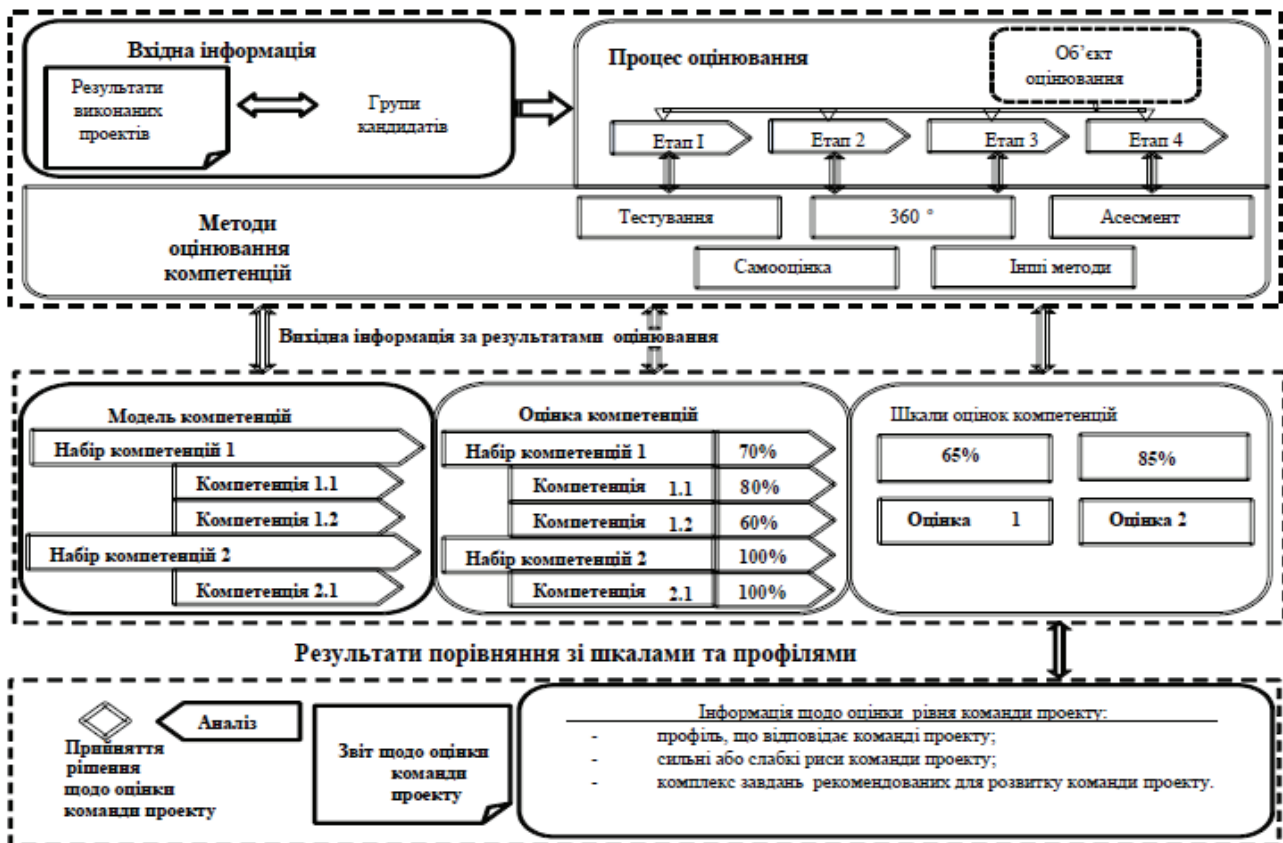 Вхідна інформація
Результати
виконаних
проектів
Групи
кандидатів
Процес оцінювання
Об’єкт
оцінювання
Етап I
Етап 2
Етап 3
Етап 4
Методи
оцінювання
компетенцій
Тестування
360 °
Асесмент
Самооцінка
Інші методи
Вихідна інформація за результатами оцінювання
Модель компетенцій
Набір компетенцій 1
Компетенція 1.1
Компетенція 1.2
Набір компетенцій 2
Компетенція 2.1
Оцінка компетенцій
Набір компетенцій 1 70%
Компетенція 1.1 80%
Компетенція 1.2 60%
Набір компетенцій 2 100%
Компетенція 2.1 100%
Шкали оцінок компетенцій
65% 85%
Оцінка 1 Оцінка 2
Результати порівняння зі шкалами та профілями
Аналіз
Прийняття
рішення
щодо оцінки
команди проекту
Звіт щодо оцінки
команди
проекту
Інформація щодо оцінки рівня команди проекту:
- профіль, що відповідає команді проекту;
- сильні або слабкі риси команди проекту;
- комплекс завдань рекомендованих для розвитку команди проекту.